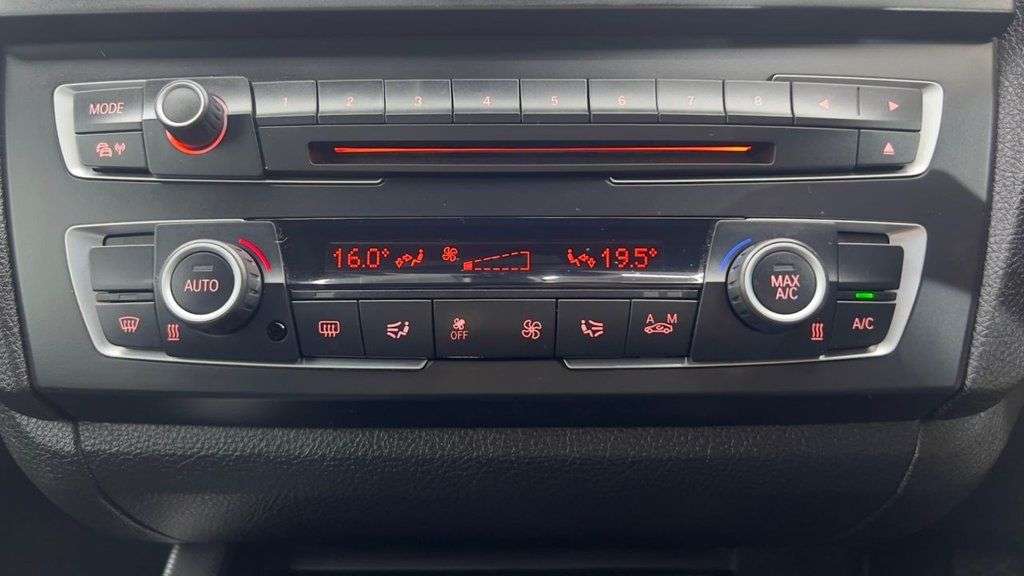 MODE 1 2 3 4 5 6 7 8
16.0° 19.5°
AUTO MAX A/C
OFF A M A/C